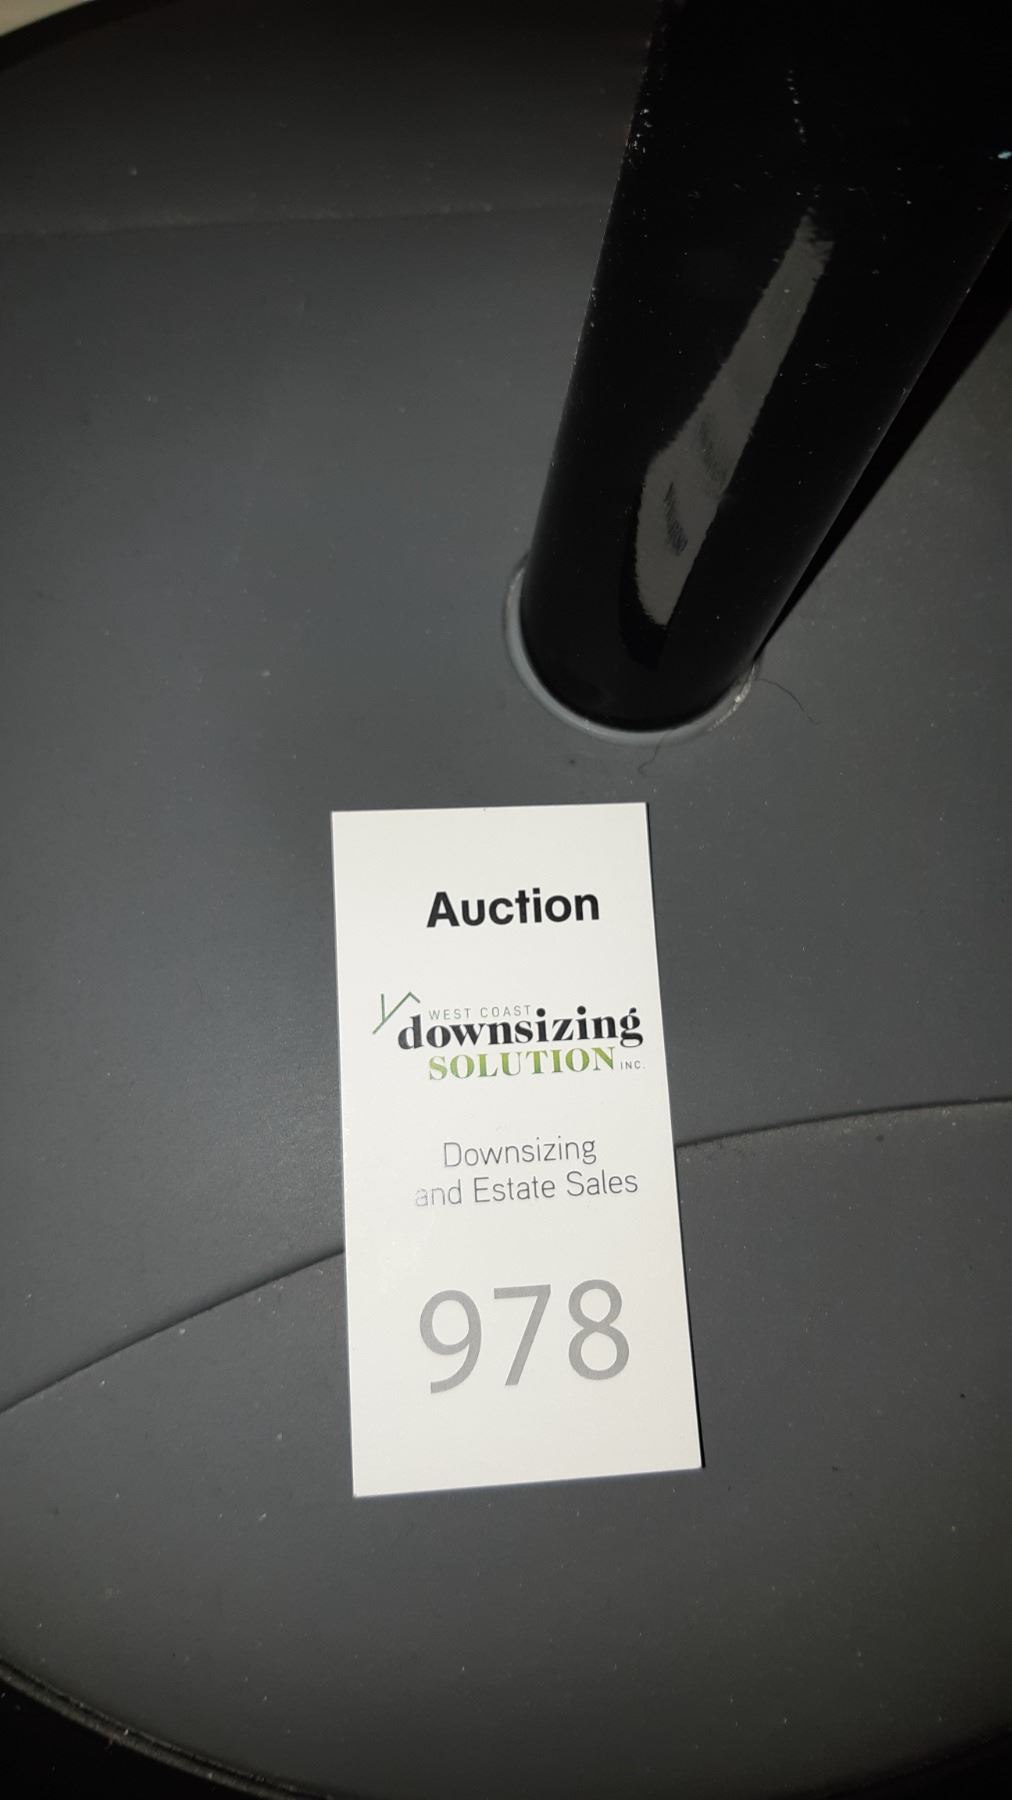 Auction
WEST COAST
downsizing
SOLUTION INC.
Downsizing
and Estate Sales
978